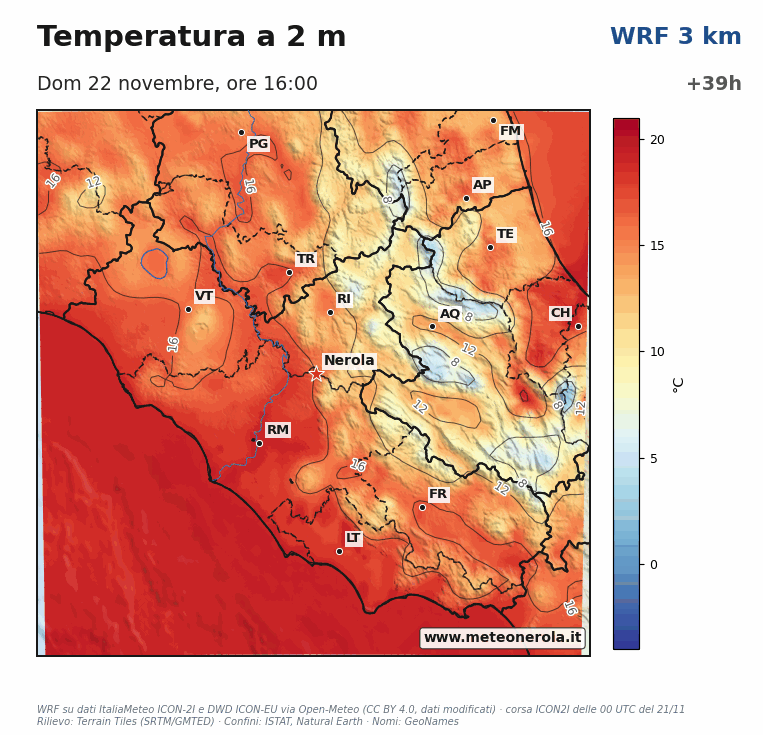 Temperatura a 2 m
WRF 3 km
Dom 22 novembre, ore 16:00
+39h
FM
PG
16
12
16
8
AP
16
TE
TR
VT
RI
AQ
8
CH
20
15
10
5
0
°C
16
12
8
Nerola
12
8
12
RM
16
12
8
FR
LT
16
www.meteonerola.it
WRF su dati ItaliaMeteo ICON-2I e DWD ICON-EU via Open-Meteo (CC BY 4.0, dati modificati) · corsa ICON2I delle 00 UTC del 21/11
Rilievo: Terrain Tiles (SRTM/GMTED) · Confini: ISTAT, Natural Earth · Nomi: GeoNames